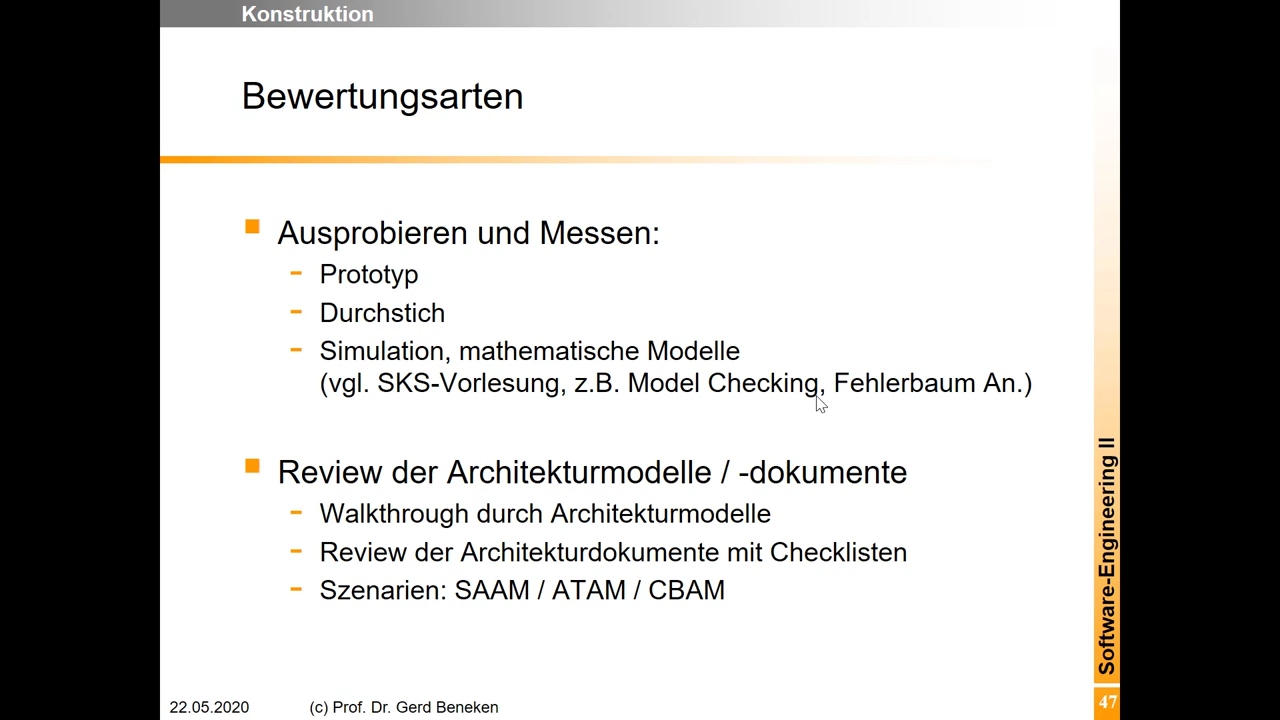 Konstruktion
Bewertungsarten
Ausprobieren und Messen:
- Prototyp
- Durchstich
- Simulation, mathematische Modelle
(vgl. SKS-Vorlesung, z.B. Model Checking, Fehlerbaum An.)
Review der Architekturmodelle / -dokumente
- Walkthrough durch Architekturmodelle
- Review der Architekturdokumente mit Checklisten
- Szenarien: SAAM / ATAM / CBAM
Software-Engineering II
22.05.2020
(c) Prof. Dr. Gerd Beneken
47